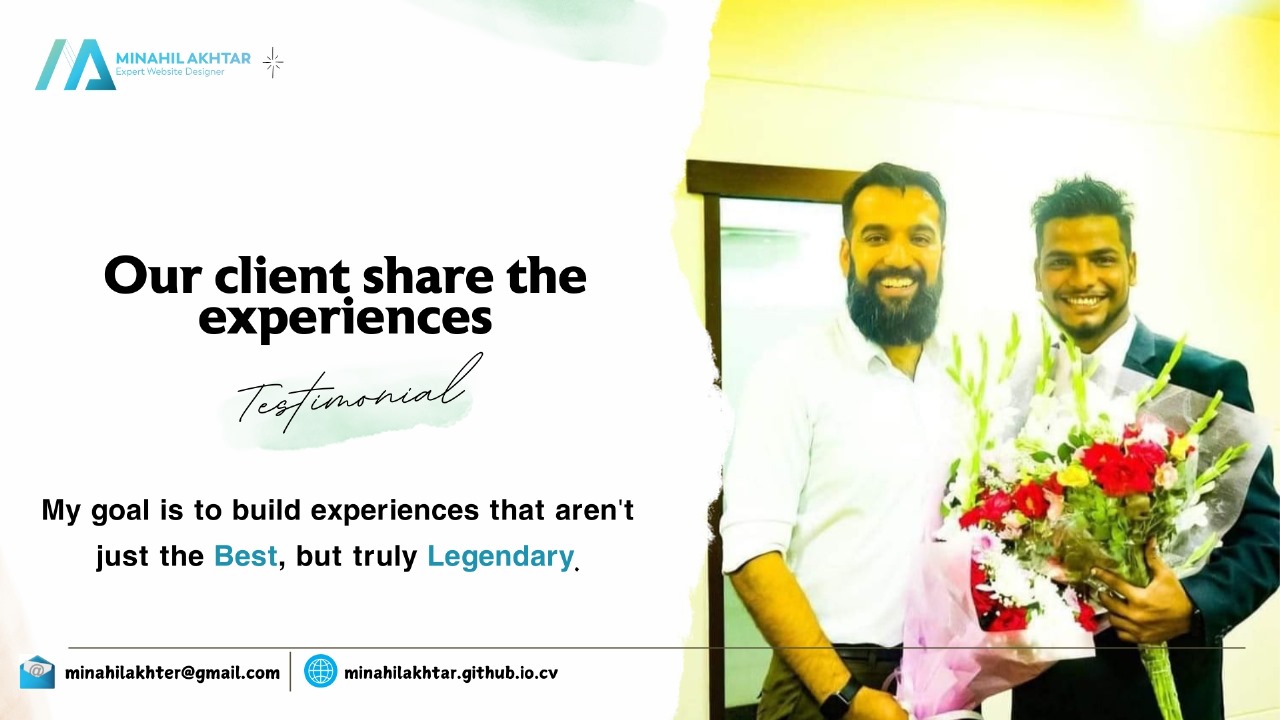 MINAHIL AKHTAR
Expert Website Designer
Our client share the
experiences
Testimonial
My goal is to build experiences that aren't
just the Best, but truly Legendary.
minahilakhter@gmail.com
minahilakhtar.github.io.cv